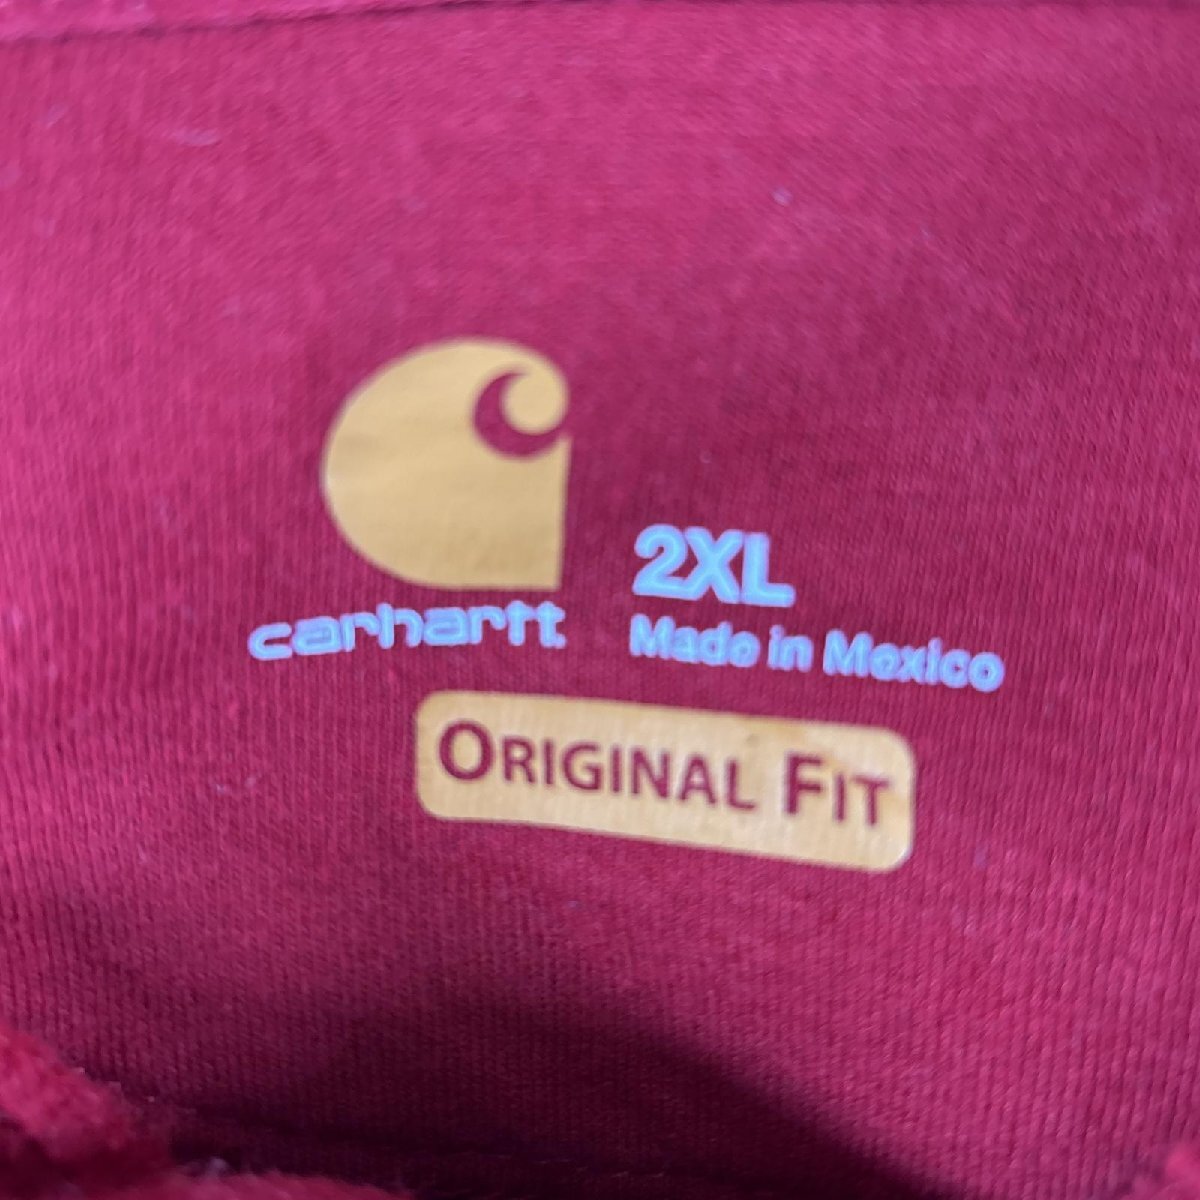 carhartt
2XL
Made in Mexico
ORIGINAL FIT